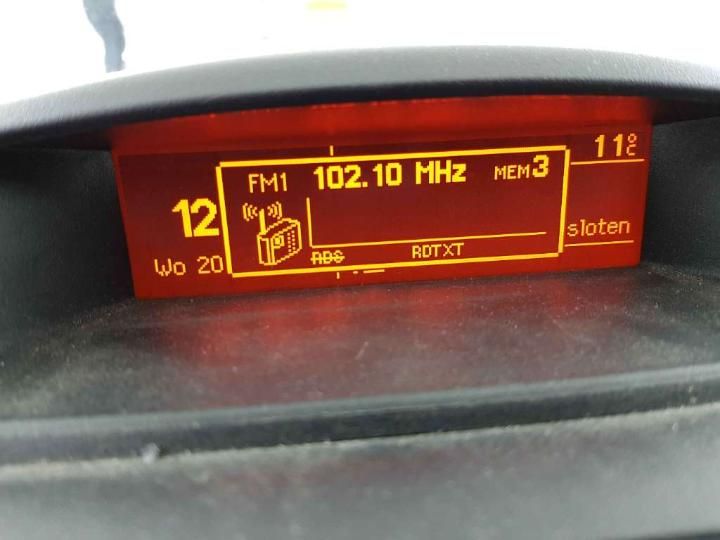 11°C
FM1 102.10 MHz MEM3
12
sloten
Wo 20
RDS RDTXT